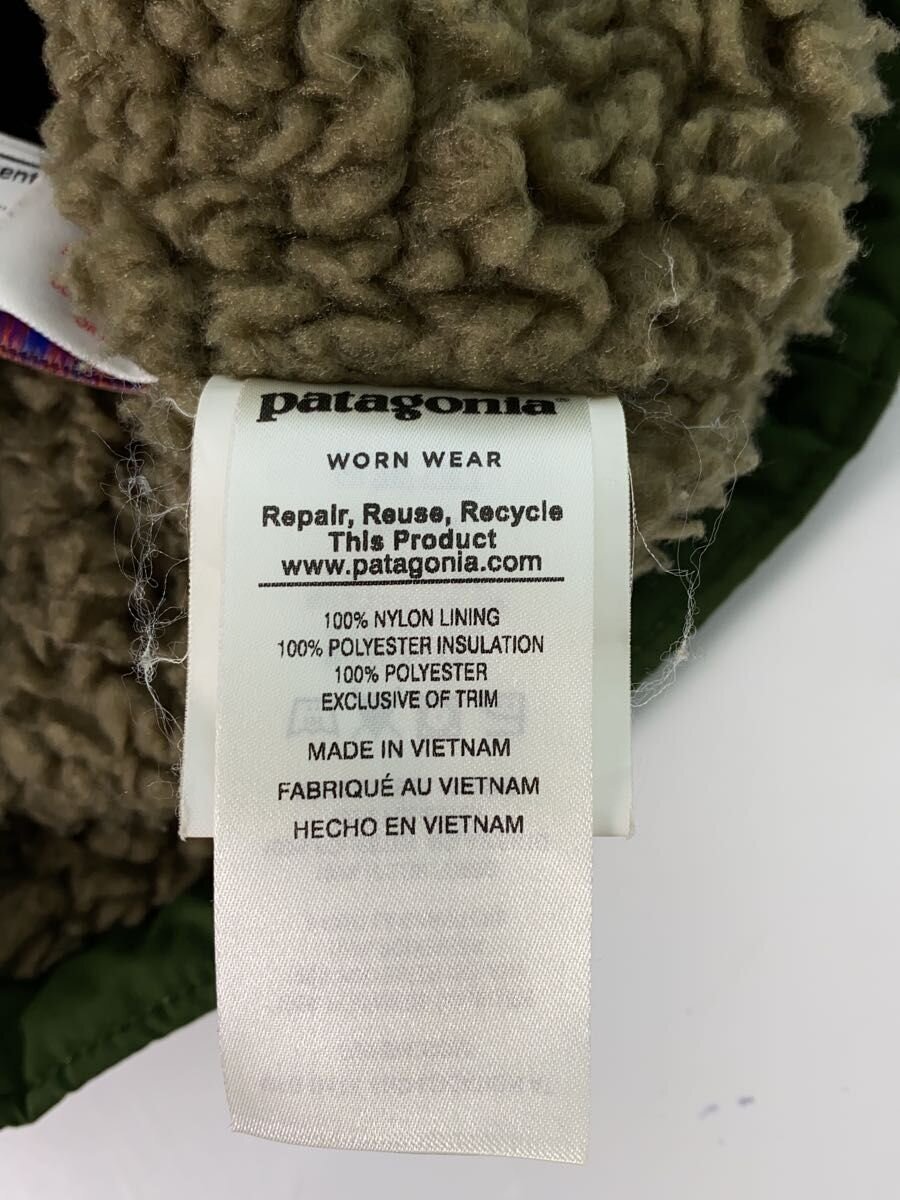 patagonia™
WORN WEAR
Repair, Reuse, Recycle
This Product
www.patagonia.com
100% NYLON LINING
100% POLYESTER INSULATION
100% POLYESTER
EXCLUSIVE OF TRIM
MADE IN VIETNAM
FABRIQUÉ AU VIETNAM
HECHO EN VIETNAM